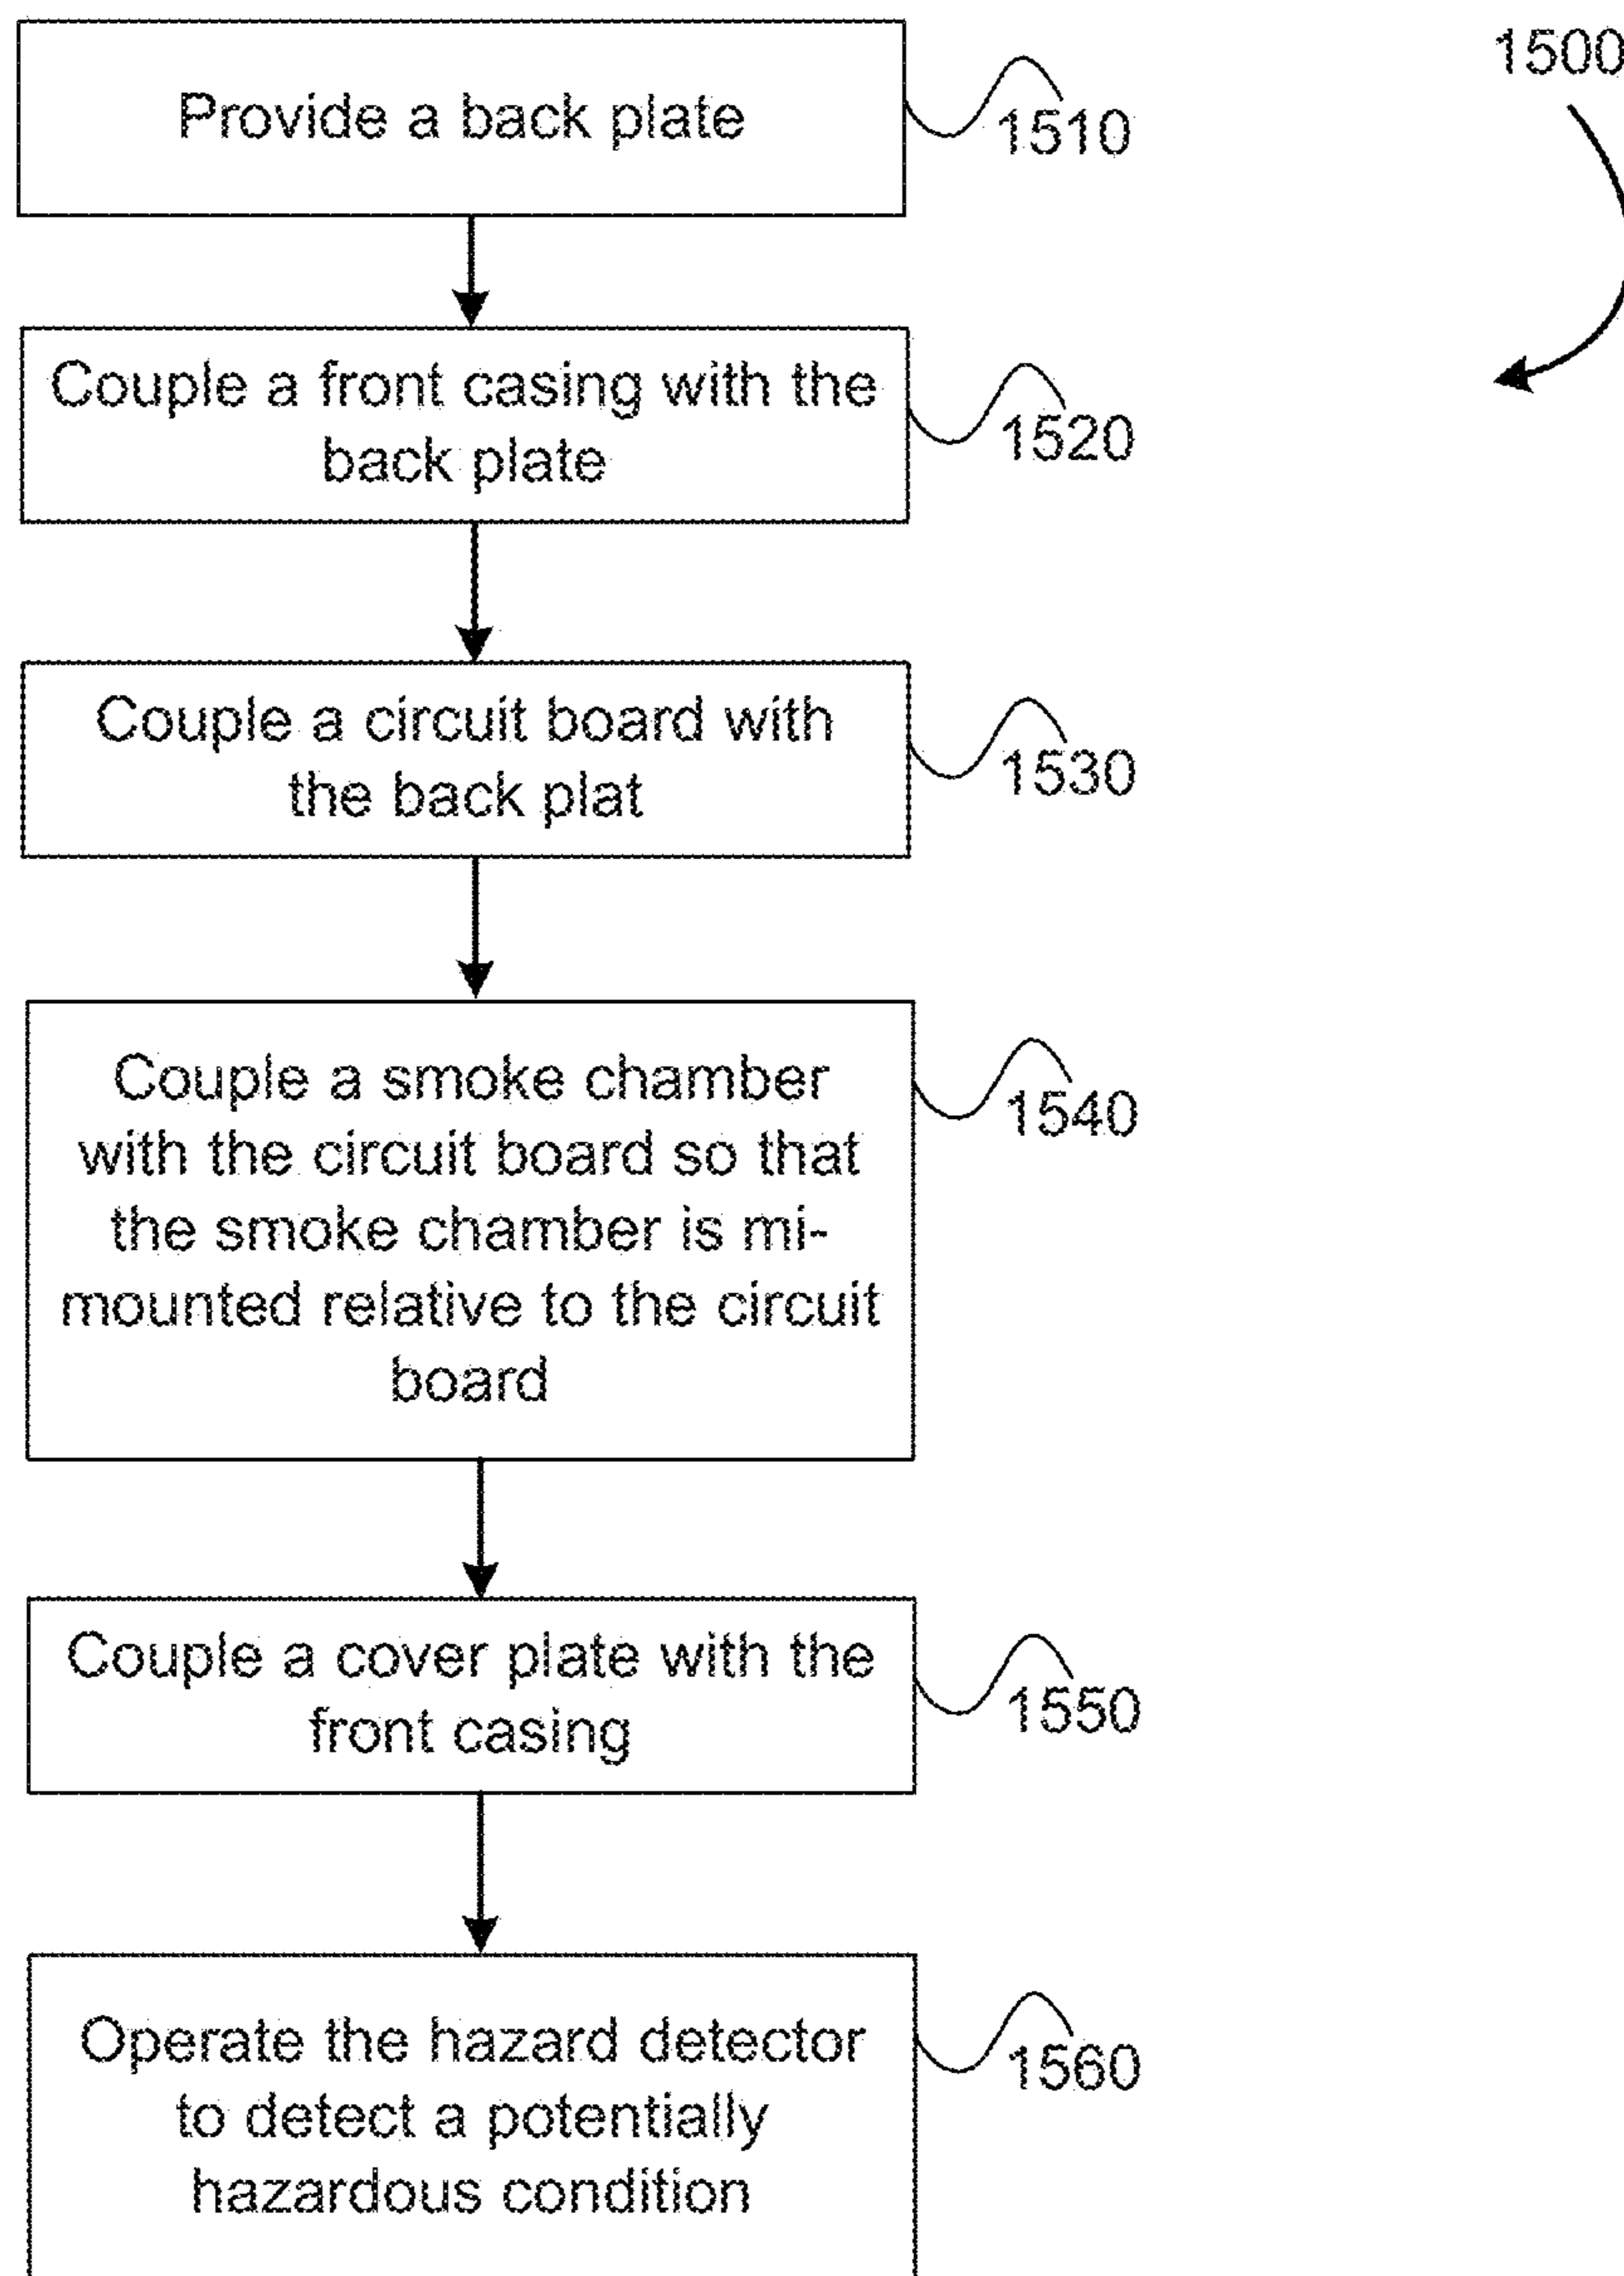 1500
Provide a back plate
1510
Couple a front casing with the
back plate
1520
Couple a circuit board with
the back plat
1530
Couple a smoke chamber
with the circuit board so that
the smoke chamber is mi-
mounted relative to the circuit
board
1540
Couple a cover plate with the
front casing
1550
Operate the hazard detector
to detect a potentially
hazardous condition
1560